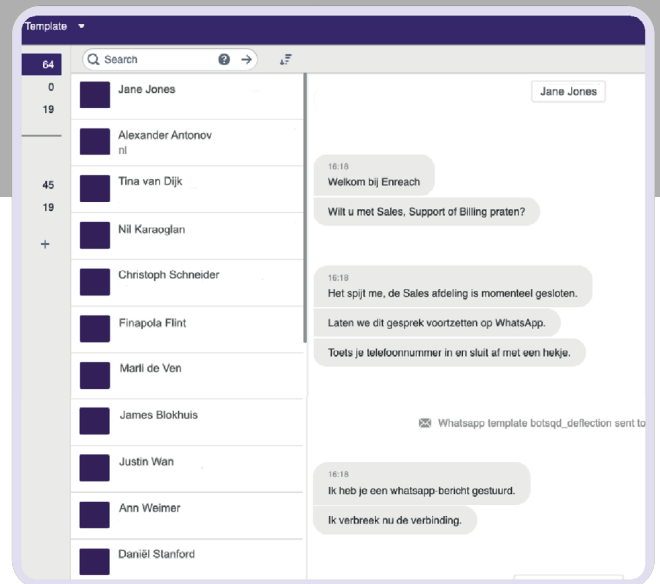 Template
64
0
19
45
19
+
Search
Jane Jones
Alexander Antonov
nl
Tina van Dijk
Nil Karaoglan
Christoph Schneider
Finapola Flint
Marli de Ven
James Blokhuis
Justin Wan
Ann Weimer
Daniël Stanford
Jane Jones
16:18
Welkom bij Enreach
Wilt u met Sales, Support of Billing praten?
16:18
Het spijt me, de Sales afdeling is momenteel gesloten.
Laten we dit gesprek voortzetten op WhatsApp.
Toets je telefoonnummer in en sluit af met een hekje.
Whatsapp template botsqd_deflection sent to
16:18
Ik heb je een whatsapp-bericht gestuurd.
Ik verbreek nu de verbinding.